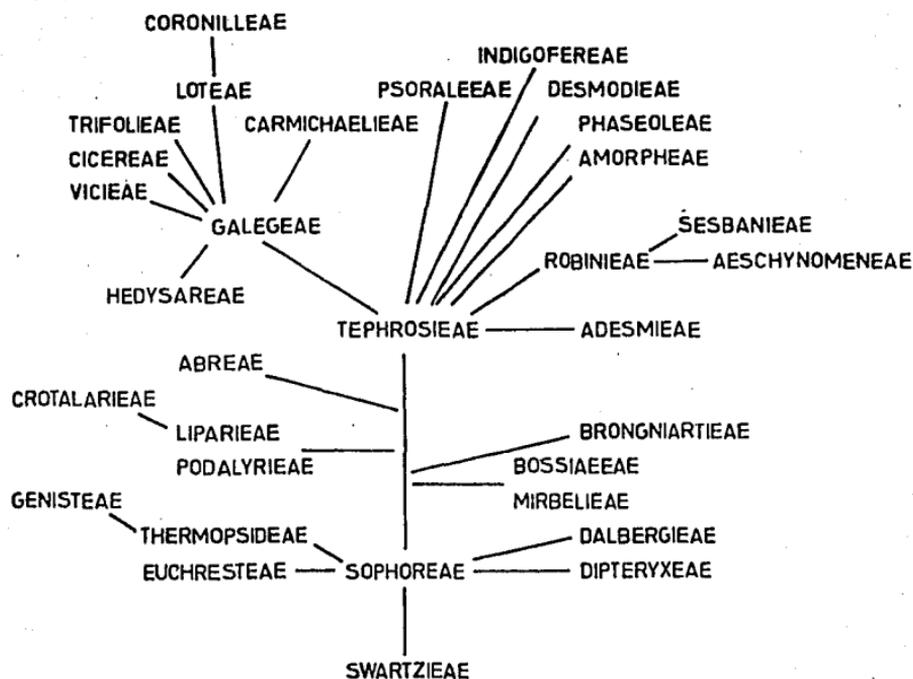 CORONILLEAE
INDIGOFEREAE
LOTEAE
PSORALEEAE
DESMODIEAE
TRIFOLIEAE
CARMICHAELIEAE
PHASEOLEAE
CICEREAE
AMORPHEAE
VICIEAE
GALEGEAE
SESBANIEAE
ROBINIEAE
AESCHYNOMENEAE
HEDYSAREAE
TEPHROSIEAE
ADESMIEAE
ABREAE
CROTALARIEAE
LIPARIEAE
BRONGNIARTIEAE
PODALYRIEAE
BOSSIAEEAE
GENISTEAE
MIRBELIEAE
THERMOPSIDEAE
DALBERGIEAE
EUCHRESTEAE
SOPHOREAE
DIPTERYXEAE
SWARTZIEAE